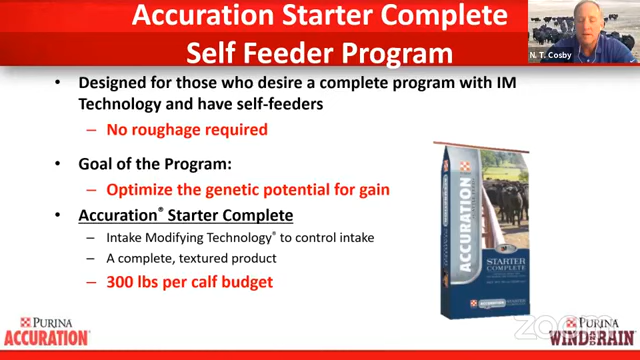 Accuration Starter Complete
Self Feeder Program
N. T. Cosby
• Designed for those who desire a complete program with IM
Technology and have self-feeders
– No roughage required
• Goal of the Program:
– Optimize the genetic potential for gain
• Accuration® Starter Complete
– Intake Modifying Technology® to control intake
– A complete, textured product
– 300 lbs per calf budget
ACCURATION
STARTER
COMPLETE
PURINA
ACCURATION
zoom
PURINA
WIND AND RAIN